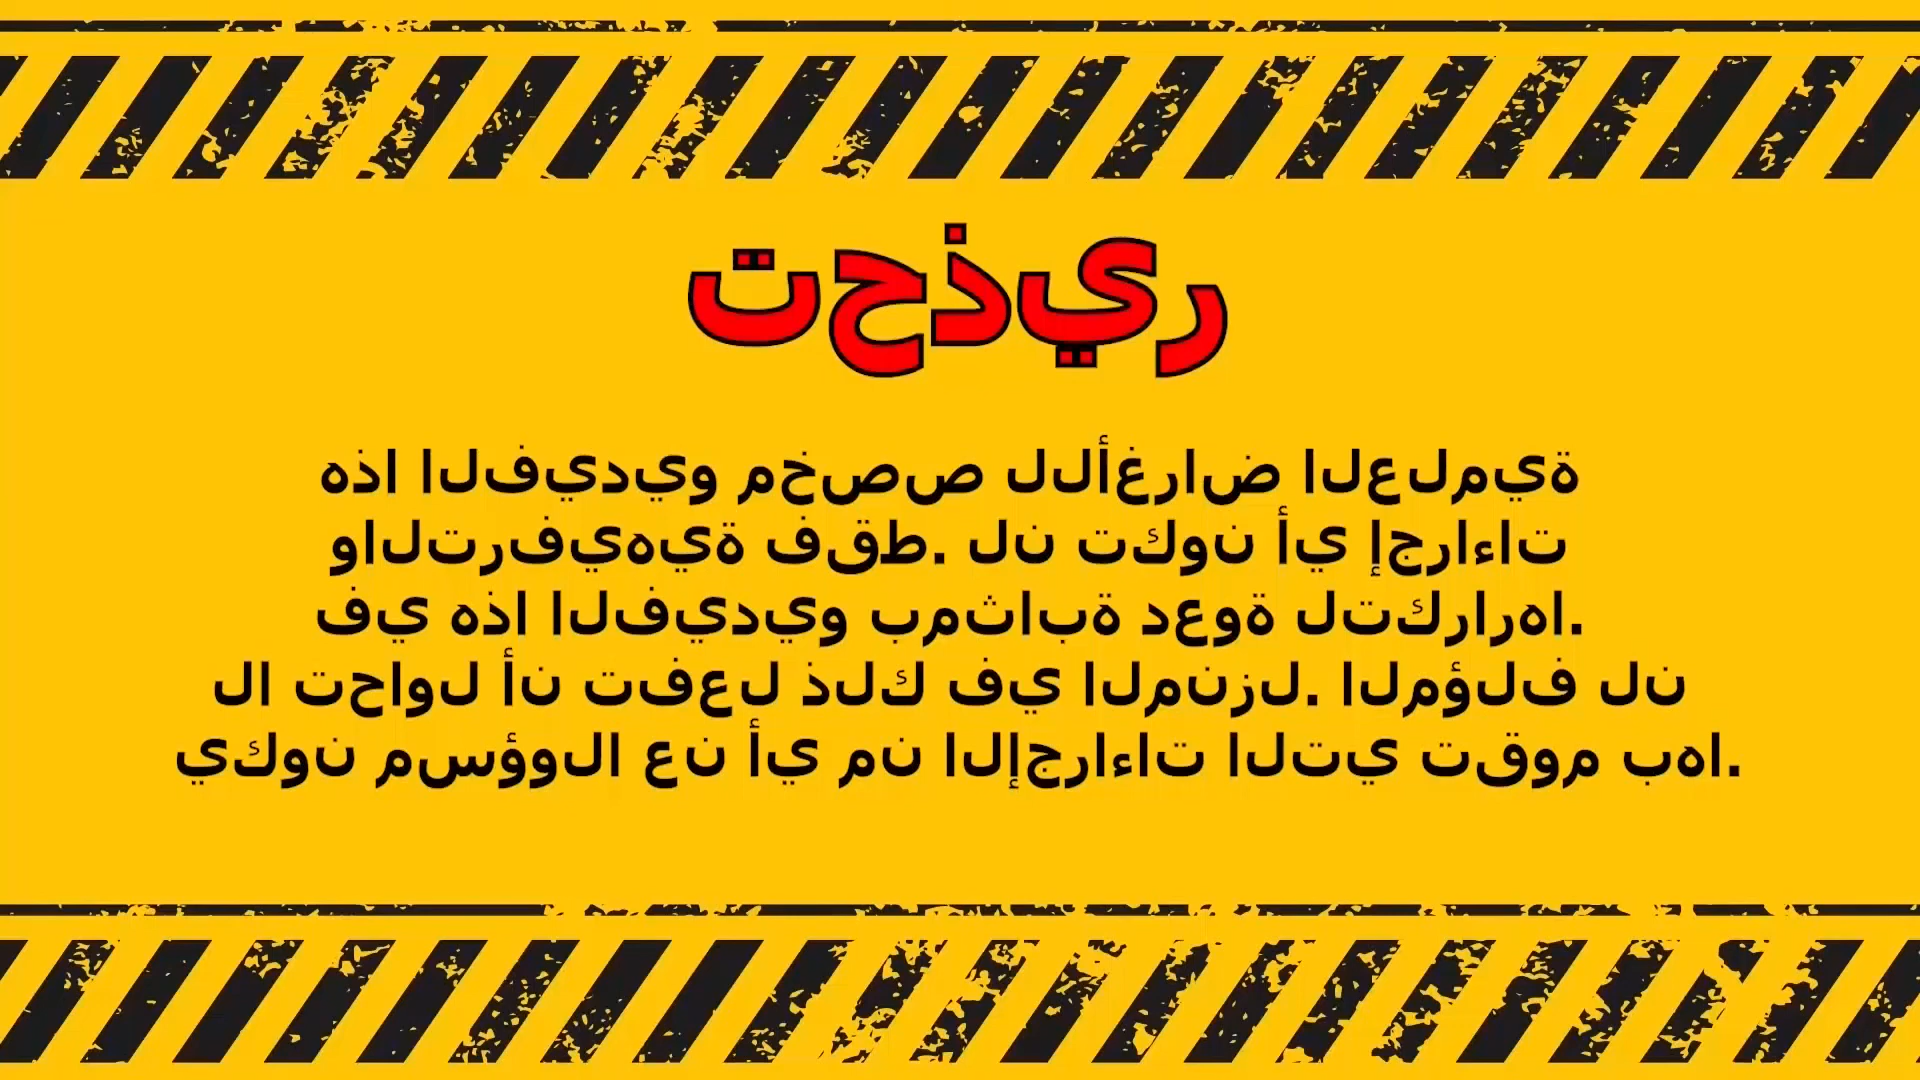 تحذير
هذا الفيديو مخصص للأغراض العلمية
والترفيهية فقط. لن تكون أي إجراءات
في هذا الفيديو بمثابة دعوة لتكرارها.
لا تحاول أن تفعل ذلك في المنزل. المؤلف لن
يكون مسؤولا عن أي من الإجراءات التي تقوم بها.